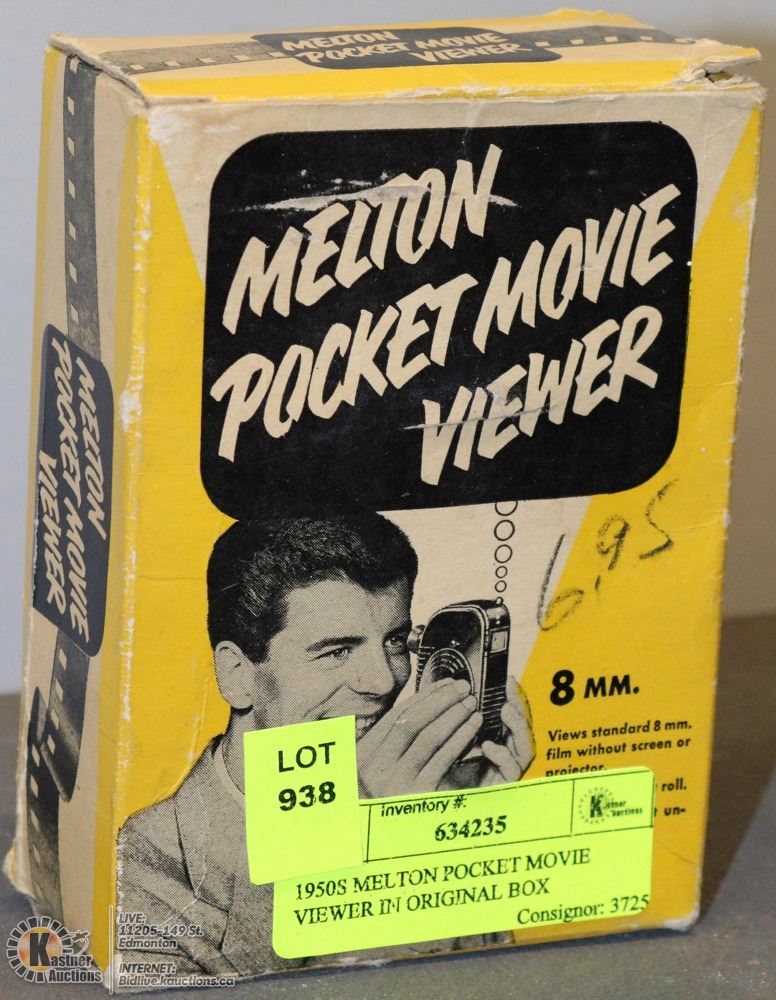 MELTON
POCKET MOVIE
VIEWER
MELTON
POCKET MOVIE
VIEWER
MELTON
POCKET MOVIE
VIEWER
6.95
8 MM.
Views standard 8 mm.
film without screen or
projector.
roll.
un-
LOT
938
Inventory #:
634235
Kastner
Auctions
1950S MELTON POCKET MOVIE
VIEWER IN ORIGINAL BOX
Consignor: 3725
Kastner
Auctions
LIVE:
11205-149 St.
Edmonton
INTERNET:
Bidlive.kauctions.ca